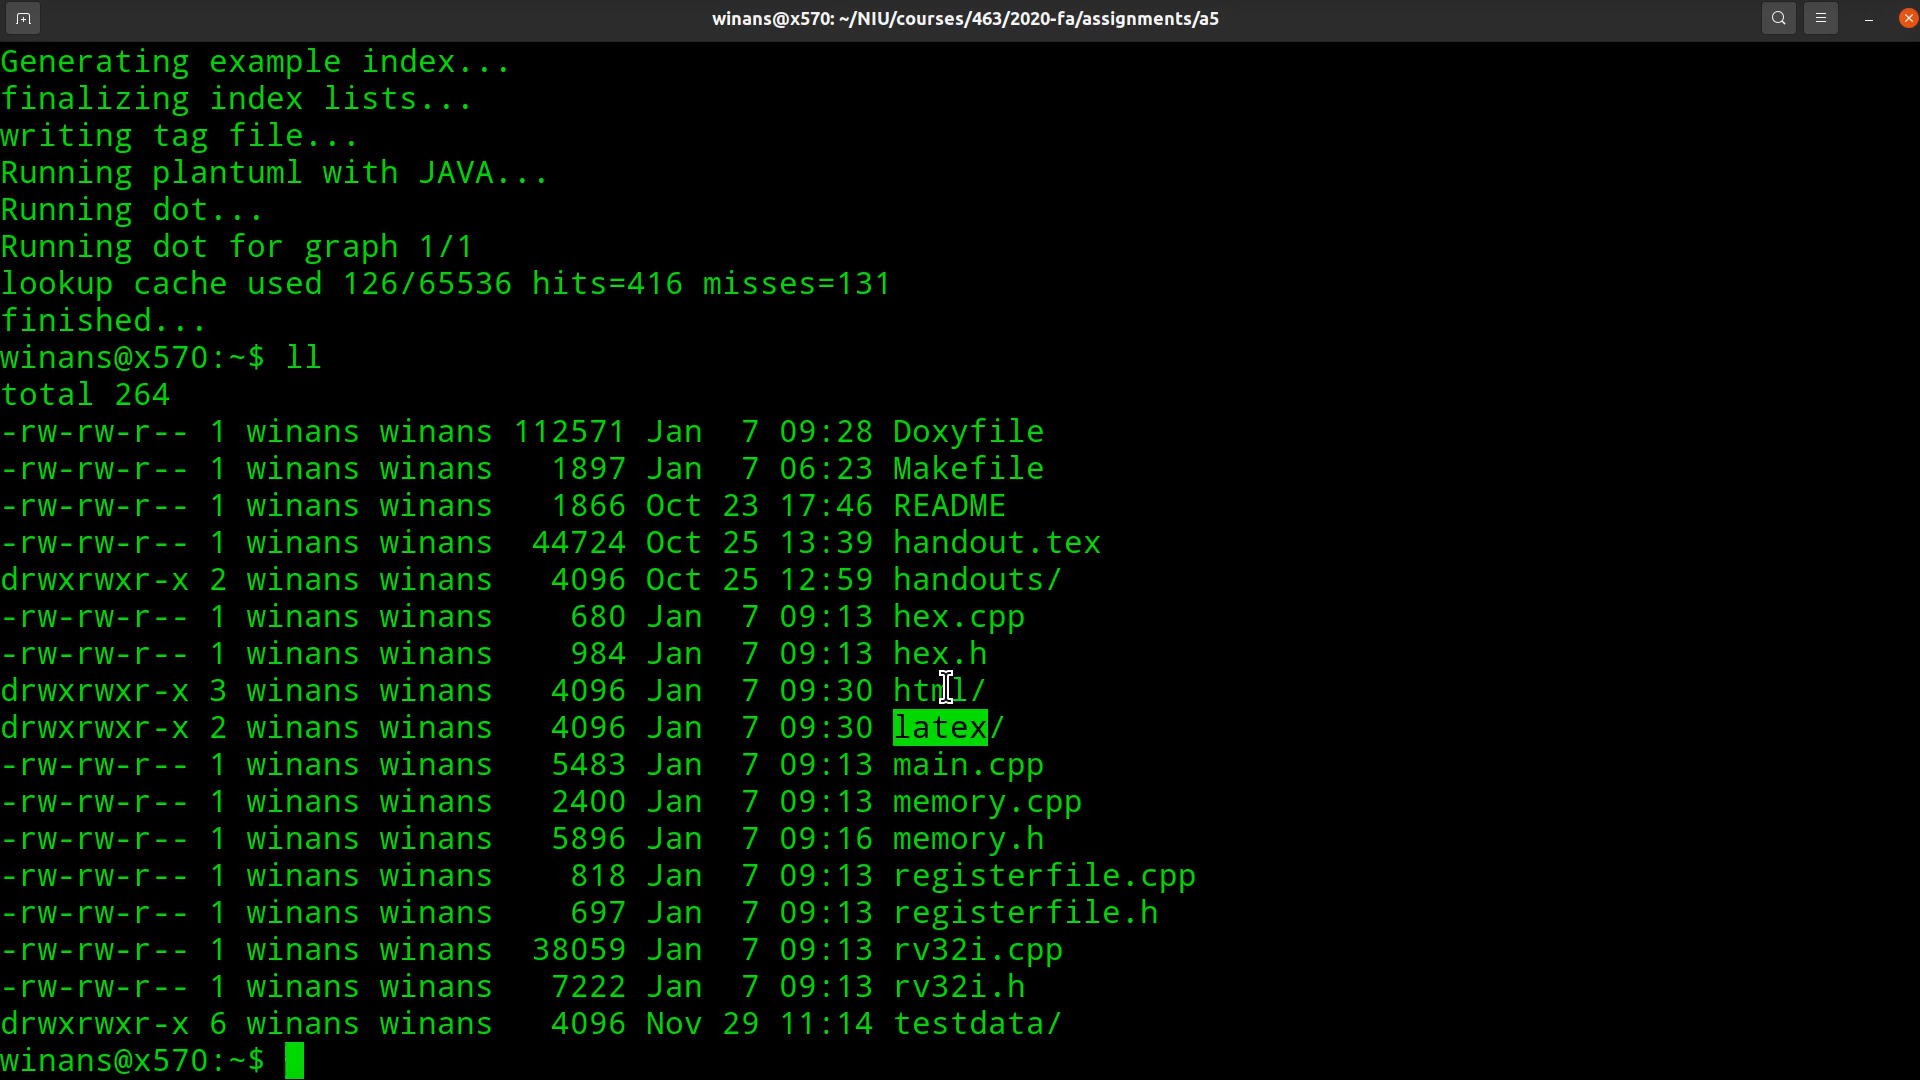 winans@x570: ~/NIU/courses/463/2020-fa/assignments/a5
Generating example index...
finalizing index lists...
writing tag file...
Running plantuml with JAVA...
Running dot...
Running dot for graph 1/1
lookup cache used 126/65536 hits=416 misses=131
finished...
winans@x570:~$ ll
total 264
-rw-rw-r-- 1 winans winans 112571 Jan  7 09:28 Doxyfile
-rw-rw-r-- 1 winans winans   1897 Jan  7 06:23 Makefile
-rw-rw-r-- 1 winans winans   1866 Oct 23 17:46 README
-rw-rw-r-- 1 winans winans  44724 Oct 25 13:39 handout.tex
drwxrwxr-x 2 winans winans   4096 Oct 25 12:59 handouts/
-rw-rw-r-- 1 winans winans    680 Jan  7 09:13 hex.cpp
-rw-rw-r-- 1 winans winans    984 Jan  7 09:13 hex.h
drwxrwxr-x 3 winans winans   4096 Jan  7 09:30 html/
drwxrwxr-x 2 winans winans   4096 Jan  7 09:30 latex/
-rw-rw-r-- 1 winans winans   5483 Jan  7 09:13 main.cpp
-rw-rw-r-- 1 winans winans   2400 Jan  7 09:13 memory.cpp
-rw-rw-r-- 1 winans winans   5896 Jan  7 09:16 memory.h
-rw-rw-r-- 1 winans winans    818 Jan  7 09:13 registerfile.cpp
-rw-rw-r-- 1 winans winans    697 Jan  7 09:13 registerfile.h
-rw-rw-r-- 1 winans winans  38059 Jan  7 09:13 rv32i.cpp
-rw-rw-r-- 1 winans winans   7222 Jan  7 09:13 rv32i.h
drwxrwxr-x 6 winans winans   4096 Nov 29 11:14 testdata/
winans@x570:~$